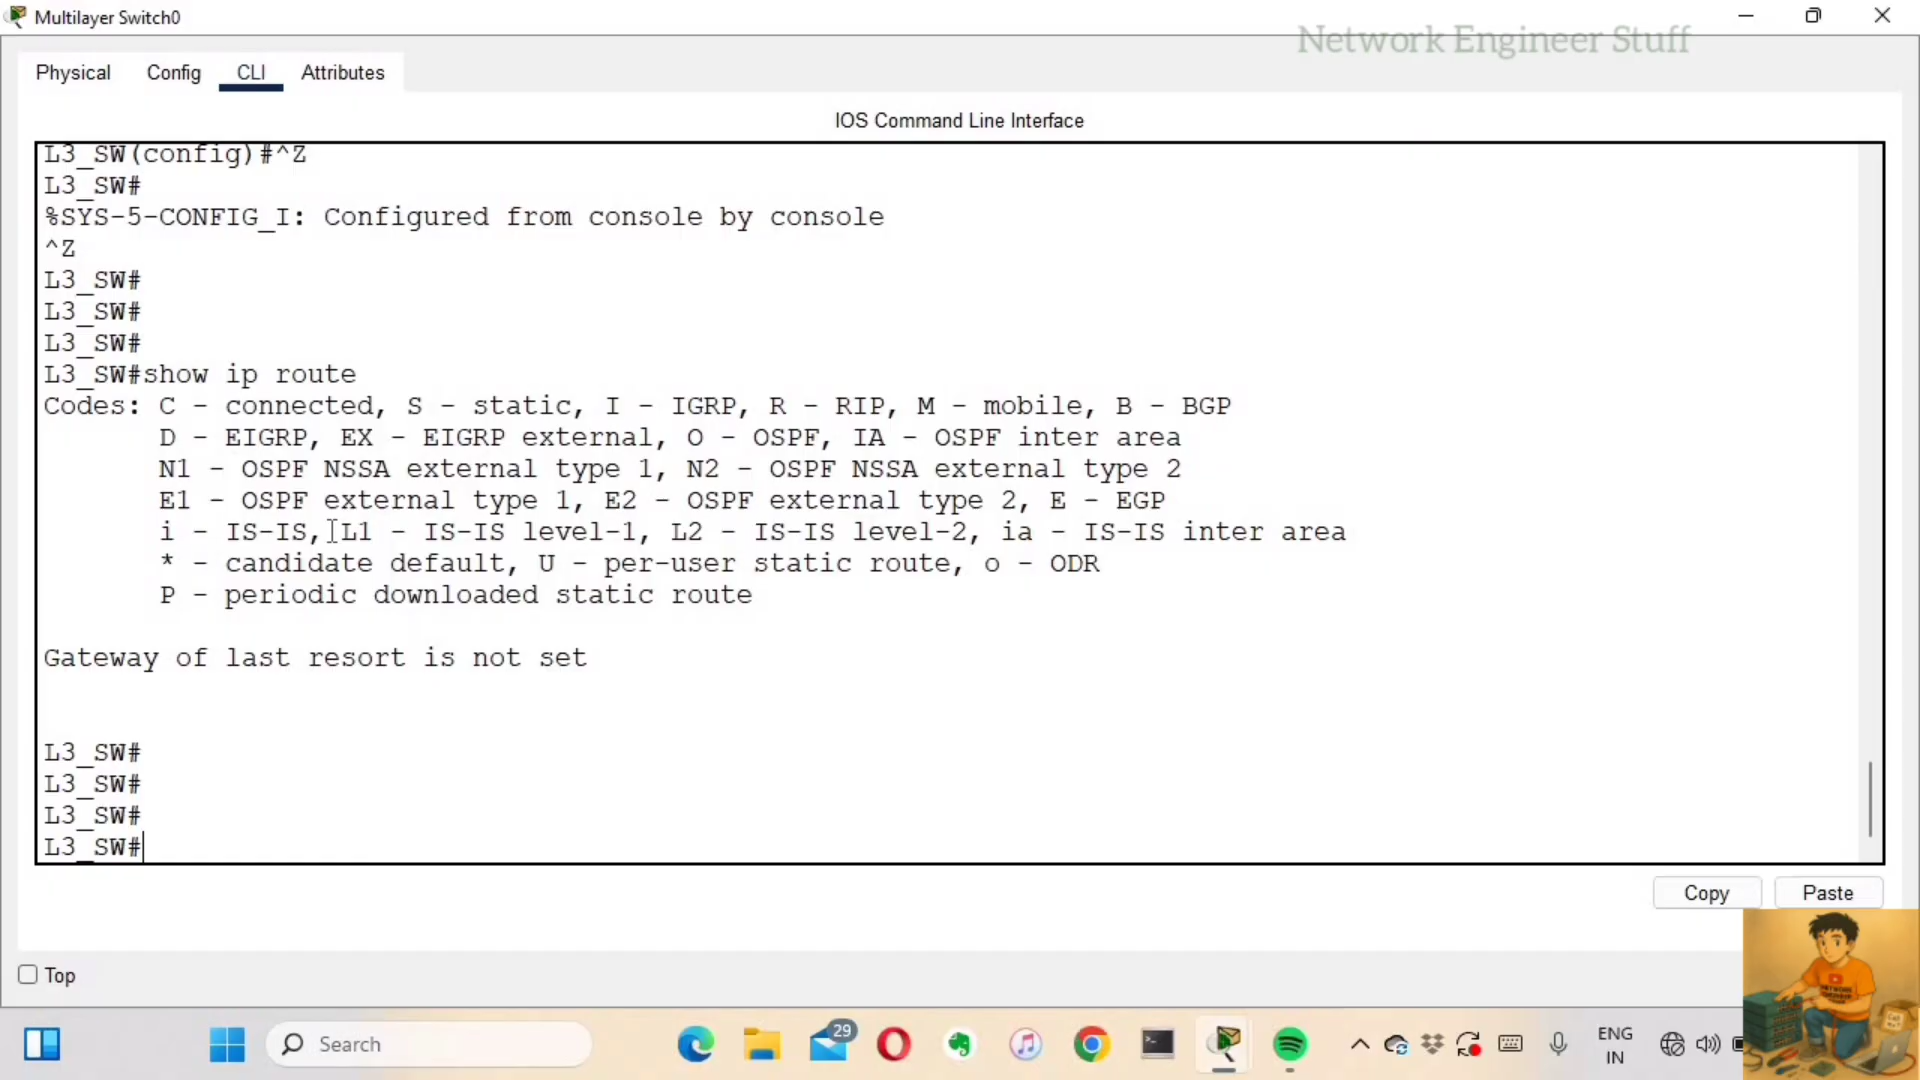 Multilayer Switch0
Network Engineer Stuff
Physical Config CLI Attributes
IOS Command Line Interface
L3_SW(config)#^Z
L3_SW#
%SYS-5-CONFIG_I: Configured from console by console
^Z
L3_SW#
L3_SW#
L3_SW#
L3_SW#show ip route
Codes: C - connected, S - static, I - IGRP, R - RIP, M - mobile, B - BGP
D - EIGRP, EX - EIGRP external, O - OSPF, IA - OSPF inter area
N1 - OSPF NSSA external type 1, N2 - OSPF NSSA external type 2
E1 - OSPF external type 1, E2 - OSPF external type 2, E - EGP
i - IS-IS, L1 - IS-IS level-1, L2 - IS-IS level-2, ia - IS-IS inter area
* - candidate default, U - per-user static route, o - ODR
P - periodic downloaded static route
Gateway of last resort is not set
L3_SW#
L3_SW#
L3_SW#
L3_SW#
Copy Paste
Top
Search
29
ENG
IN